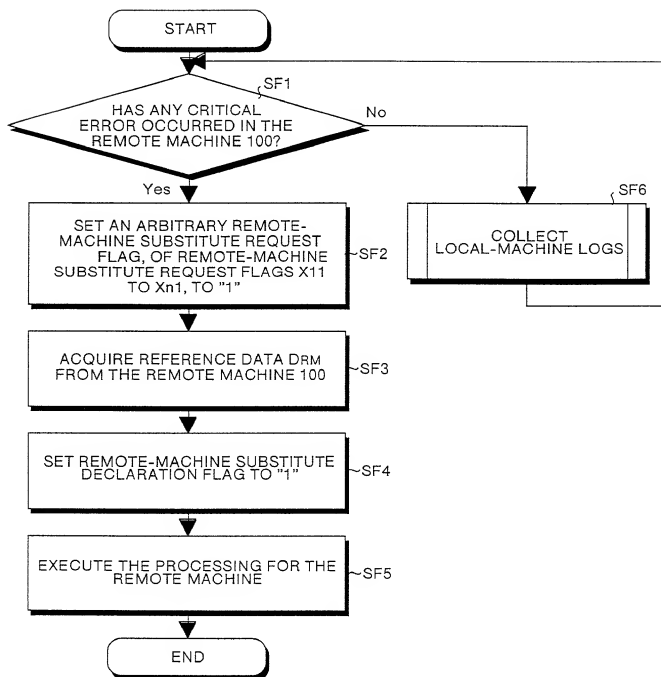 START
SF1
HAS ANY CRITICAL
ERROR OCCURRED IN THE
REMOTE MACHINE 100?
No
Yes
SF6
COLLECT
LOCAL-MACHINE LOGS
SET AN ARBITRARY REMOTE-
MACHINE SUBSTITUTE REQUEST
FLAG, OF REMOTE-MACHINE
SUBSTITUTE REQUEST FLAGS X11
TO Xn1, TO "1"
SF2
ACQUIRE REFERENCE DATA DRM
FROM THE REMOTE MACHINE 100
SF3
SET REMOTE-MACHINE SUBSTITUTE
DECLARATION FLAG TO "1"
SF4
EXECUTE THE PROCESSING FOR THE
REMOTE MACHINE
SF5
END